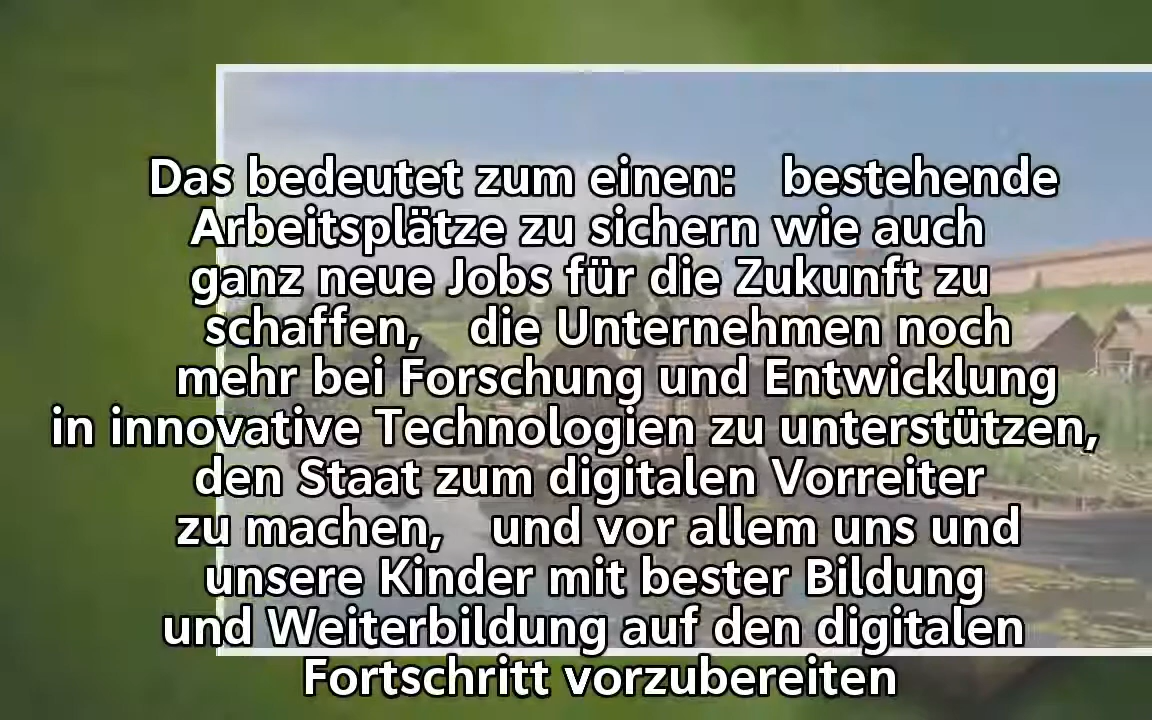 Das bedeutet zum einen: bestehende
Arbeitsplätze zu sichern wie auch
ganz neue Jobs für die Zukunft zu
schaffen, die Unternehmen noch
mehr bei Forschung und Entwicklung
in innovative Technologien zu unterstützen,
den Staat zum digitalen Vorreiter
zu machen, und vor allem uns und
unsere Kinder mit bester Bildung
und Weiterbildung auf den digitalen
Fortschritt vorzubereiten